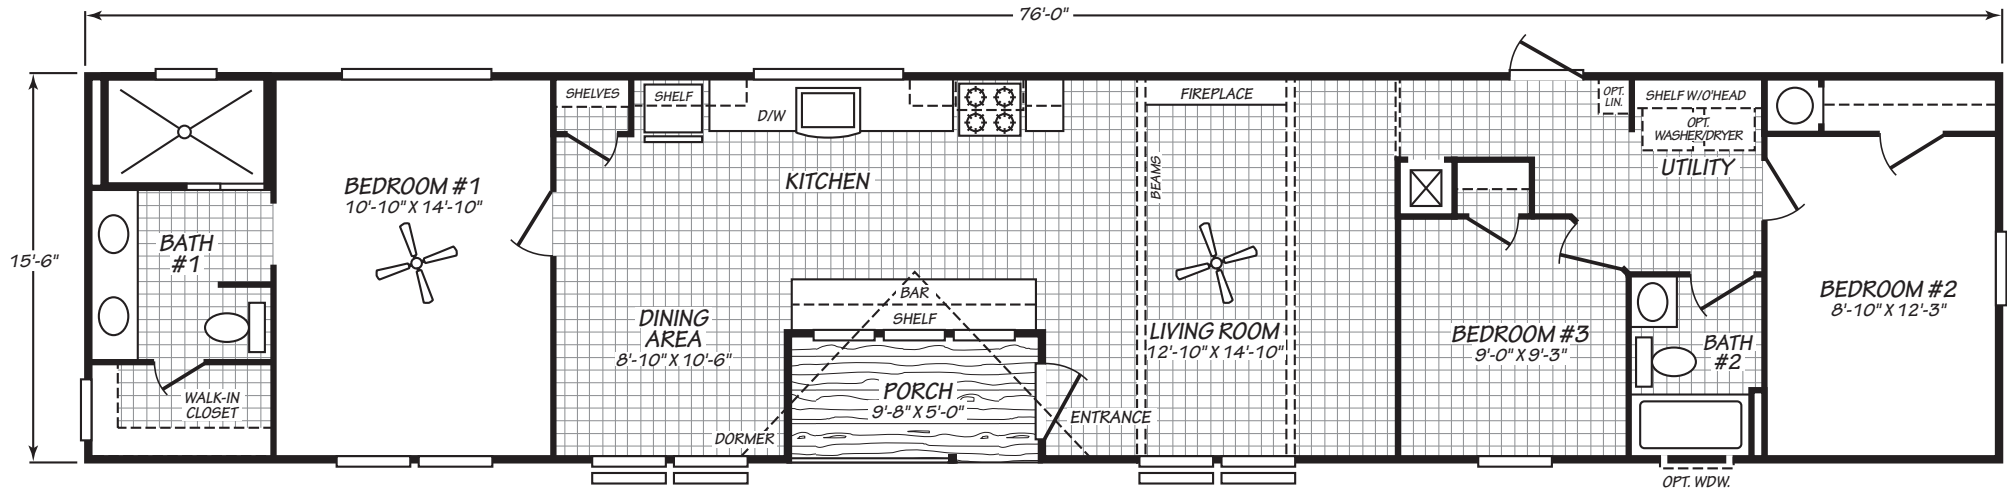 76'-0"
15'-6"
SHELVES
SHELF
D/W
FIREPLACE
OPT.
LIN.
SHELF W/O'HEAD
OPT.
WASHER/DRYER
UTILITY
KITCHEN
BEAMS
BEDROOM #1
10'-10" X 14'-10"
BATH
#1
WALK-IN
CLOSET
DINING
AREA
8'-10" X 10'-6"
BAR
SHELF
PORCH
9'-8" X 5'-0"
DORMER
ENTRANCE
LIVING ROOM
12'-10" X 14'-10"
BEDROOM #3
9'-0" X 9'-3"
BATH
#2
BEDROOM #2
8'-10" X 12'-3"
OPT. WDW.